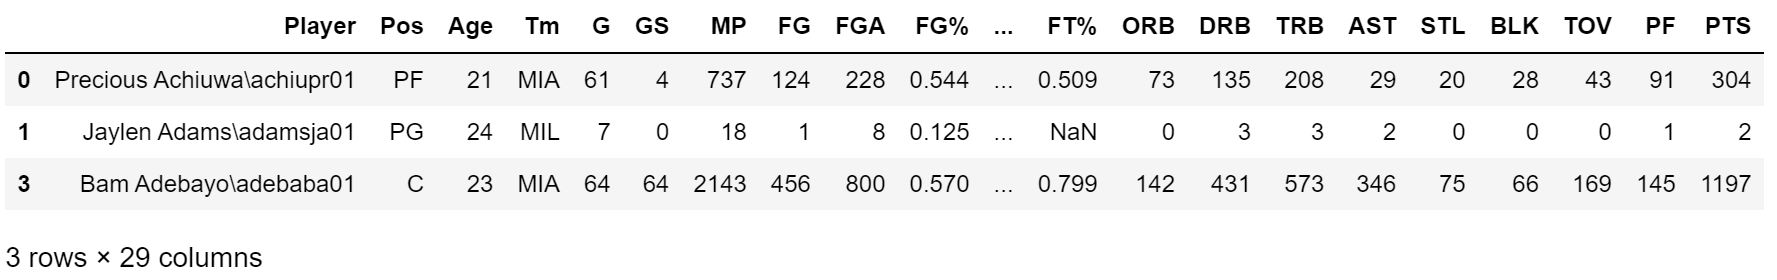 Player Pos Age Tm G GS MP FG FGA FG% ... FT% ORB DRB TRB AST STL BLK TOV PF PTS
0 Precious Achiuwa\achiupr01 PF 21 MIA 61 4 737 124 228 0.544 ... 0.509 73 135 208 29 20 28 43 91 304
1 Jaylen Adams\adamsja01 PG 24 MIL 7 0 18 1 8 0.125 ... NaN 0 3 3 2 0 0 0 1 2
3 Bam Adebayo\adebaba01 C 23 MIA 64 64 2143 456 800 0.570 ... 0.799 142 431 573 346 75 66 169 145 1197
3 rows × 29 columns